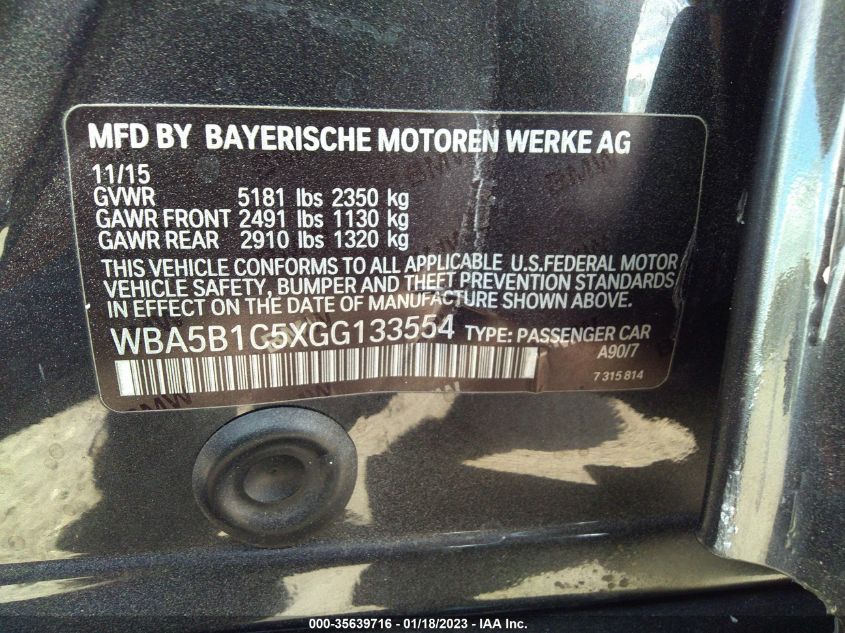 MFD BY BAYERISCHE MOTOREN WERKE AG
11/15
GVWR 5181 lbs 2350 kg
GAWR FRONT 2491 lbs 1130 kg
GAWR REAR 2910 lbs 1320 kg
THIS VEHICLE CONFORMS TO ALL APPLICABLE U.S.FEDERAL MOTOR
VEHICLE SAFETY, BUMPER AND THEFT PREVENTION STANDARDS
IN EFFECT ON THE DATE OF MANUFACTURE SHOWN ABOVE.
WBA5B1C5XGG133554 TYPE: PASSENGER CAR
A90/7
7 315 814
000-35639716 - 01/18/2023 - IAA Inc.